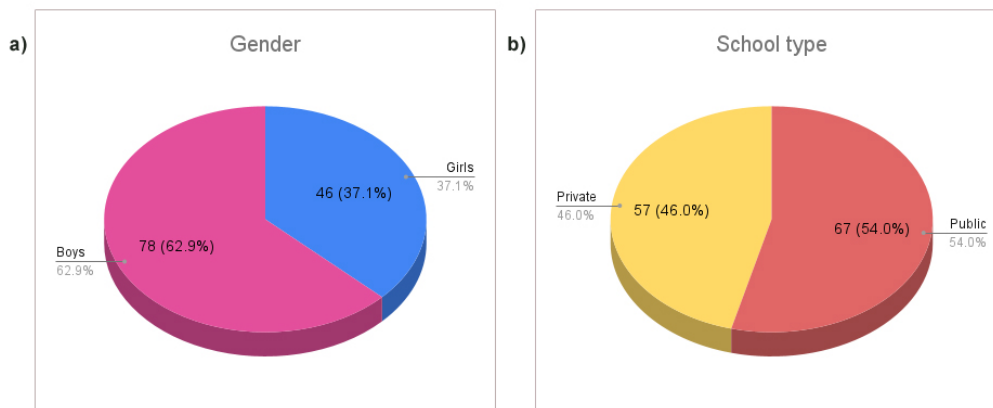 a)
Gender
Girls
37.1%
46 (37.1%)
78 (62.9%)
Boys
62.9%
b)
School type
Private
46.0%
57 (46.0%)
67 (54.0%)
Public
54.0%